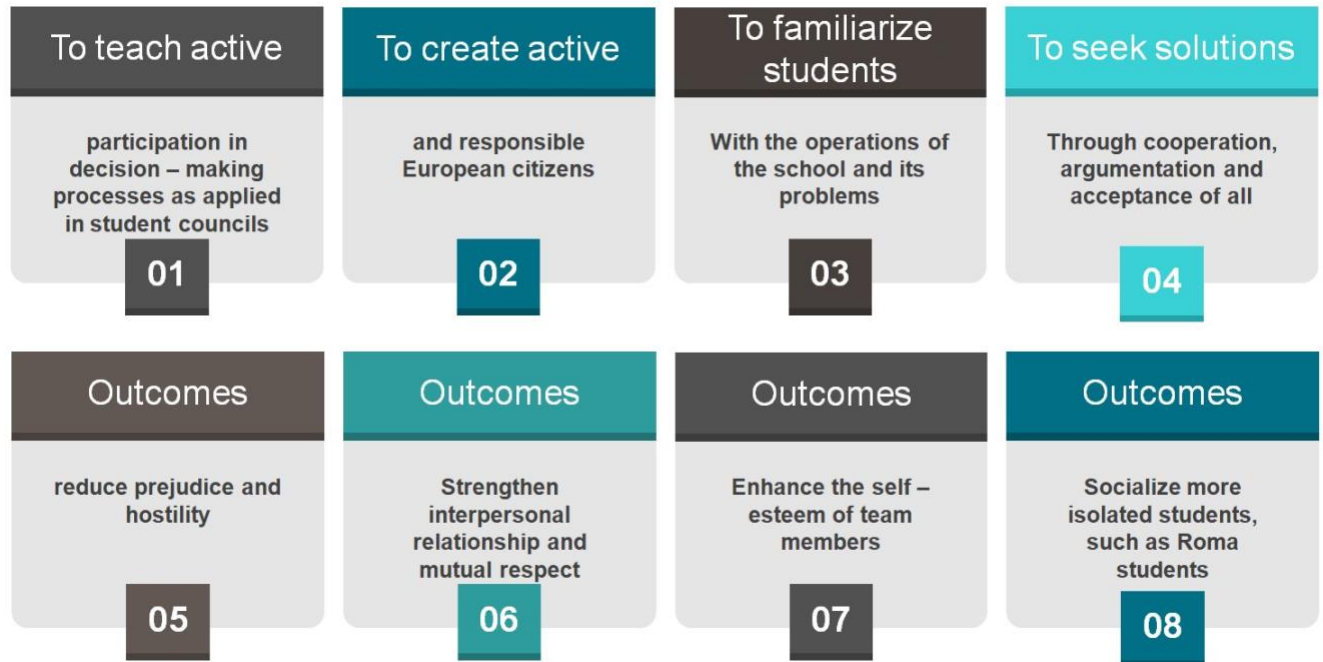 To teach active
participation in
decision – making
processes as applied
in student councils
01
To create active
and responsible
European citizens
02
To familiarize
students
With the operations of
the school and its
problems
03
To seek solutions
Through cooperation,
argumentation and
acceptance of all
04
Outcomes
reduce prejudice and
hostility
05
Outcomes
Strengthen
interpersonal
relationship and
mutual respect
06
Outcomes
Enhance the self –
esteem of team
members
07
Outcomes
Socialize more
isolated students,
such as Roma
students
08